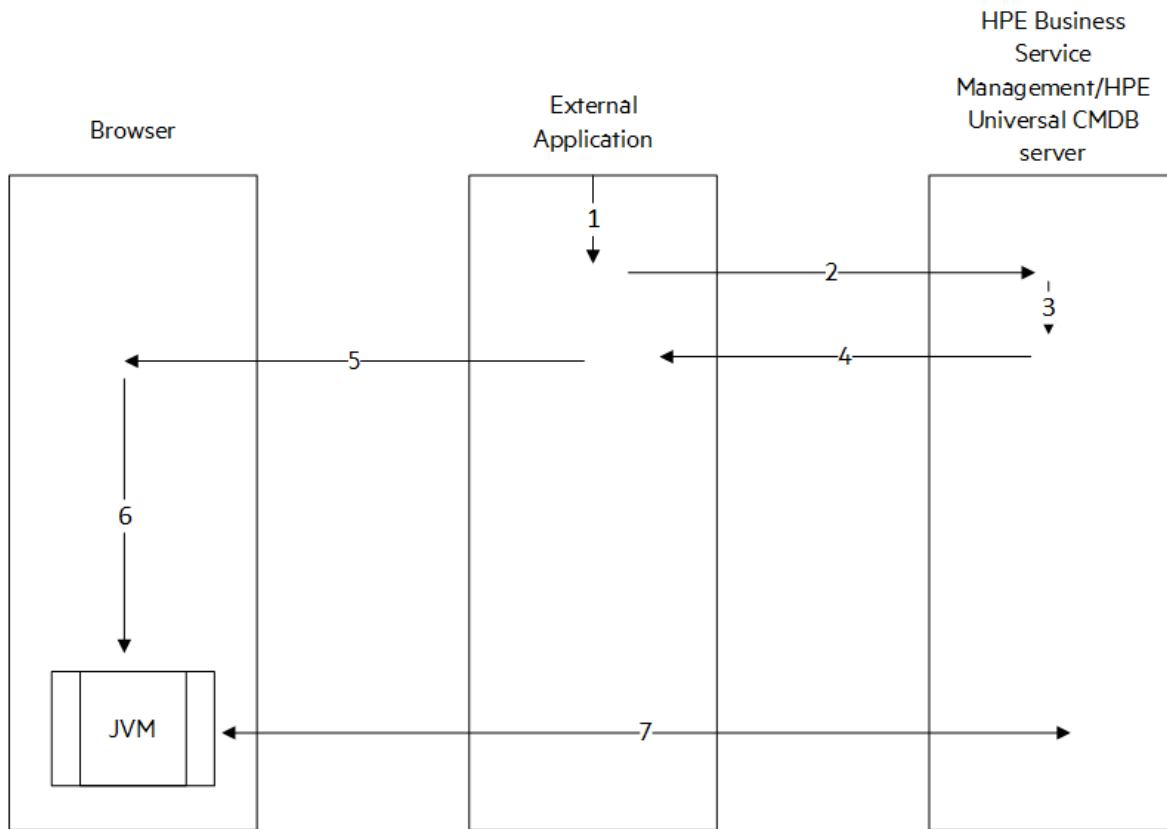 HPE Business
Service
Management/HPE
Universal CMDB
server
External
Application
Browser
1
2
3
4
5
6
7
JVM